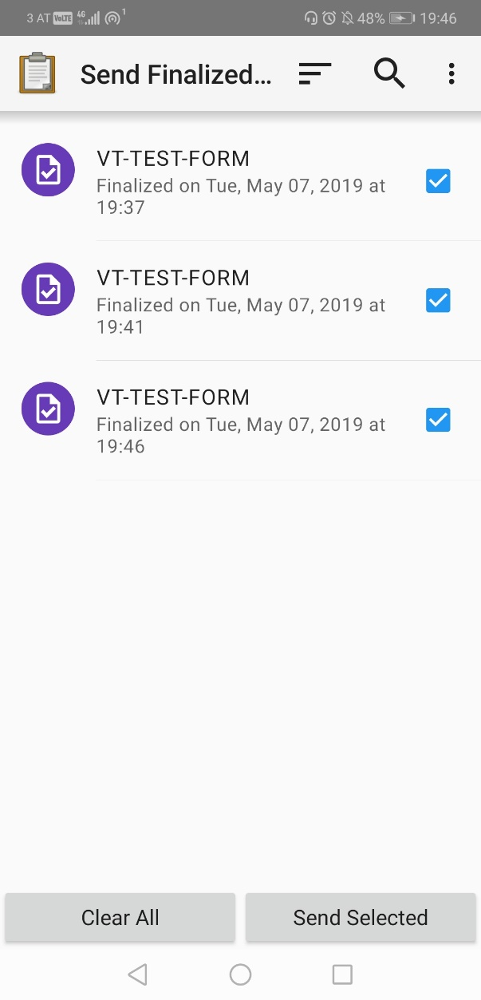 3 AT VoLTE 4G 1 48% 19:46
Send Finalized...
VT-TEST-FORM
Finalized on Tue, May 07, 2019 at
19:37
VT-TEST-FORM
Finalized on Tue, May 07, 2019 at
19:41
VT-TEST-FORM
Finalized on Tue, May 07, 2019 at
19:46
Clear All Send Selected